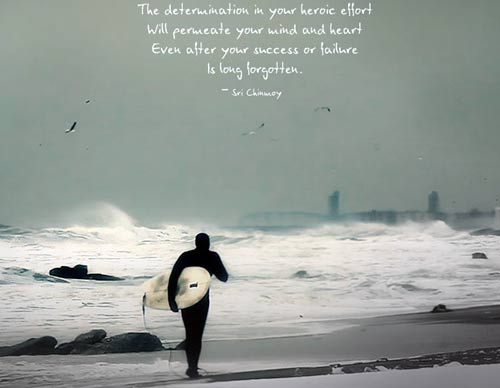 The determination in your heroic effort
Will permeate your mind and heart
Even after your success or failure
Is long forgotten.
— Sri Chinmoy